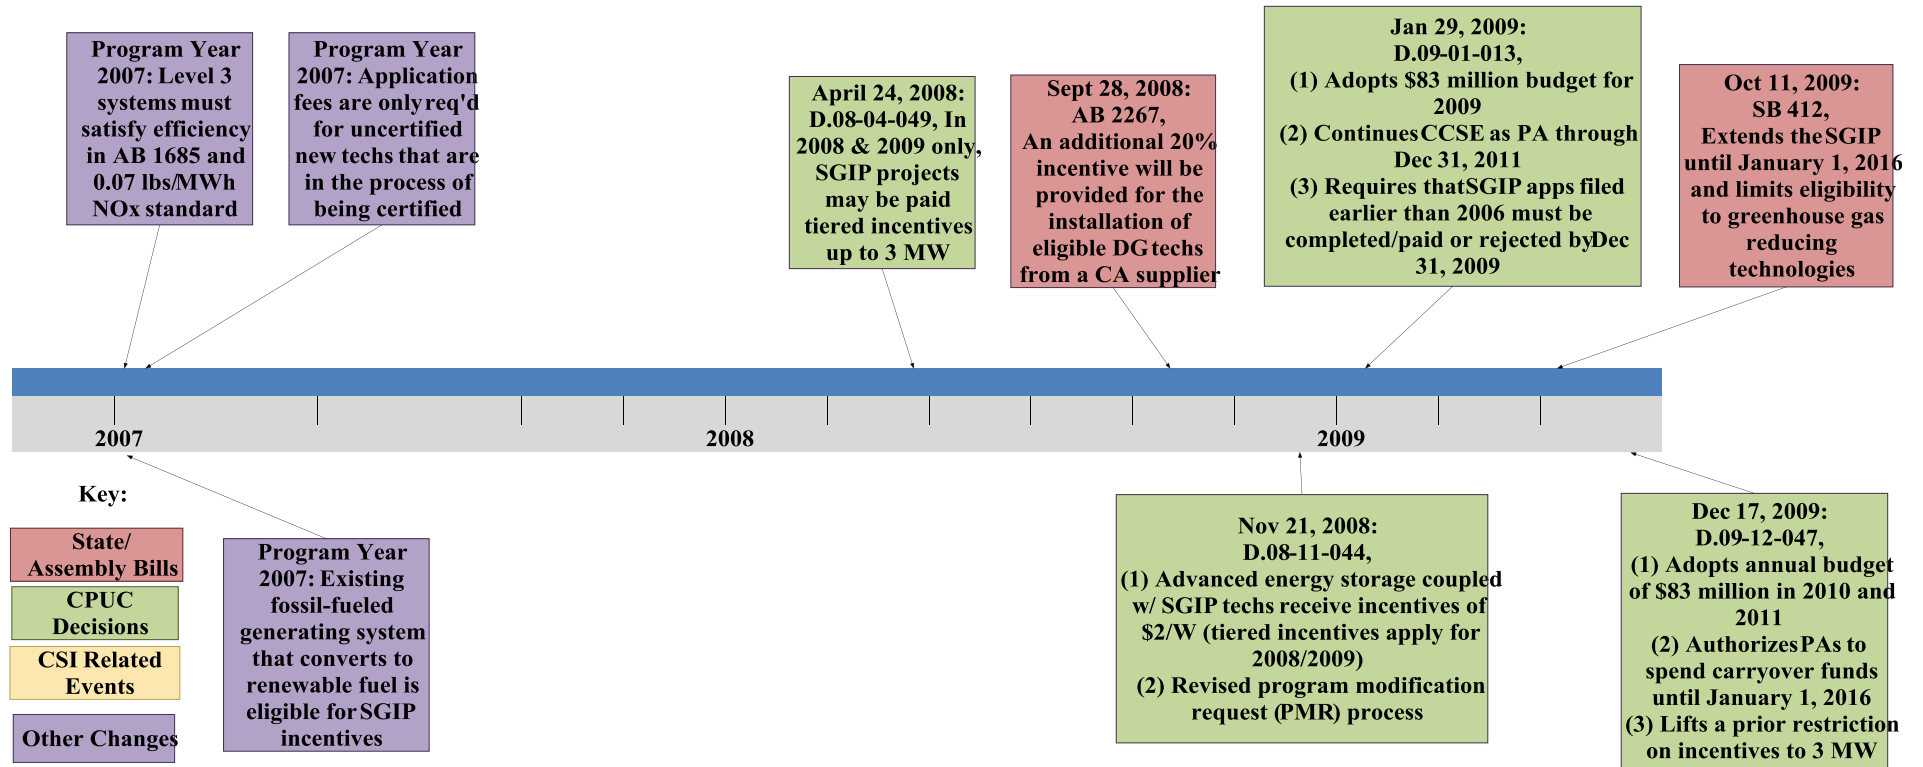 Program Year
2007: Level 3
systems must
satisfy efficiency
in AB 1685 and
0.07 lbs/MWh
NOx standard
Program Year
2007: Application
fees are only req'd
for uncertified
new techs that are
in the process of
being certified
April 24, 2008:
D.08-04-049, In
2008 & 2009 only,
SGIP projects
may be paid
tiered incentives
up to 3 MW
Sept 28, 2008:
AB 2267,
An additional 20%
incentive will be
provided for the
installation of
eligible DG techs
from a CA supplier
Jan 29, 2009:
D.09-01-013,
(1) Adopts $83 million budget for
2009
(2) Continues CCSE as PA through
Dec 31, 2011
(3) Requires that SGIP apps filed
earlier than 2006 must be
completed/paid or rejected by Dec
31, 2009
Oct 11, 2009:
SB 412,
Extends the SGIP
until January 1, 2016
and limits eligibility
to greenhouse gas
reducing
technologies
2007
2008
2009
Key:
State/
Assembly Bills
CPUC
Decisions
CSI Related
Events
Other Changes
Program Year
2007: Existing
fossil-fueled
generating system
that converts to
renewable fuel is
eligible for SGIP
incentives
Nov 21, 2008:
D.08-11-044,
(1) Advanced energy storage coupled
w/ SGIP techs receive incentives of
$2/W (tiered incentives apply for
2008/2009)
(2) Revised program modification
request (PMR) process
Dec 17, 2009:
D.09-12-047,
(1) Adopts annual budget
of $83 million in 2010 and
2011
(2) Authorizes PAs to
spend carryover funds
until January 1, 2016
(3) Lifts a prior restriction
on incentives to 3 MW